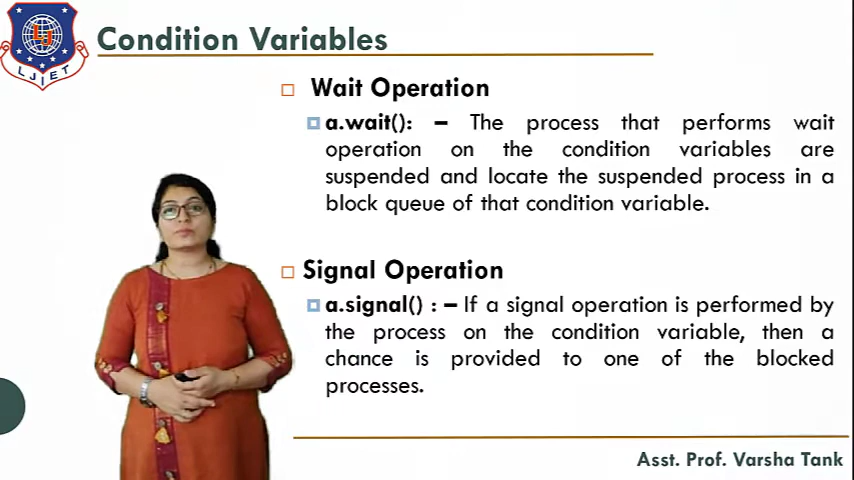 LJIET
Condition Variables
Wait Operation
a.wait(): – The process that performs wait
operation on the condition variables are
suspended and locate the suspended process in a
block queue of that condition variable.
Signal Operation
a.signal() : – If a signal operation is performed by
the process on the condition variable, then a
chance is provided to one of the blocked
processes.
Asst. Prof. Varsha Tank